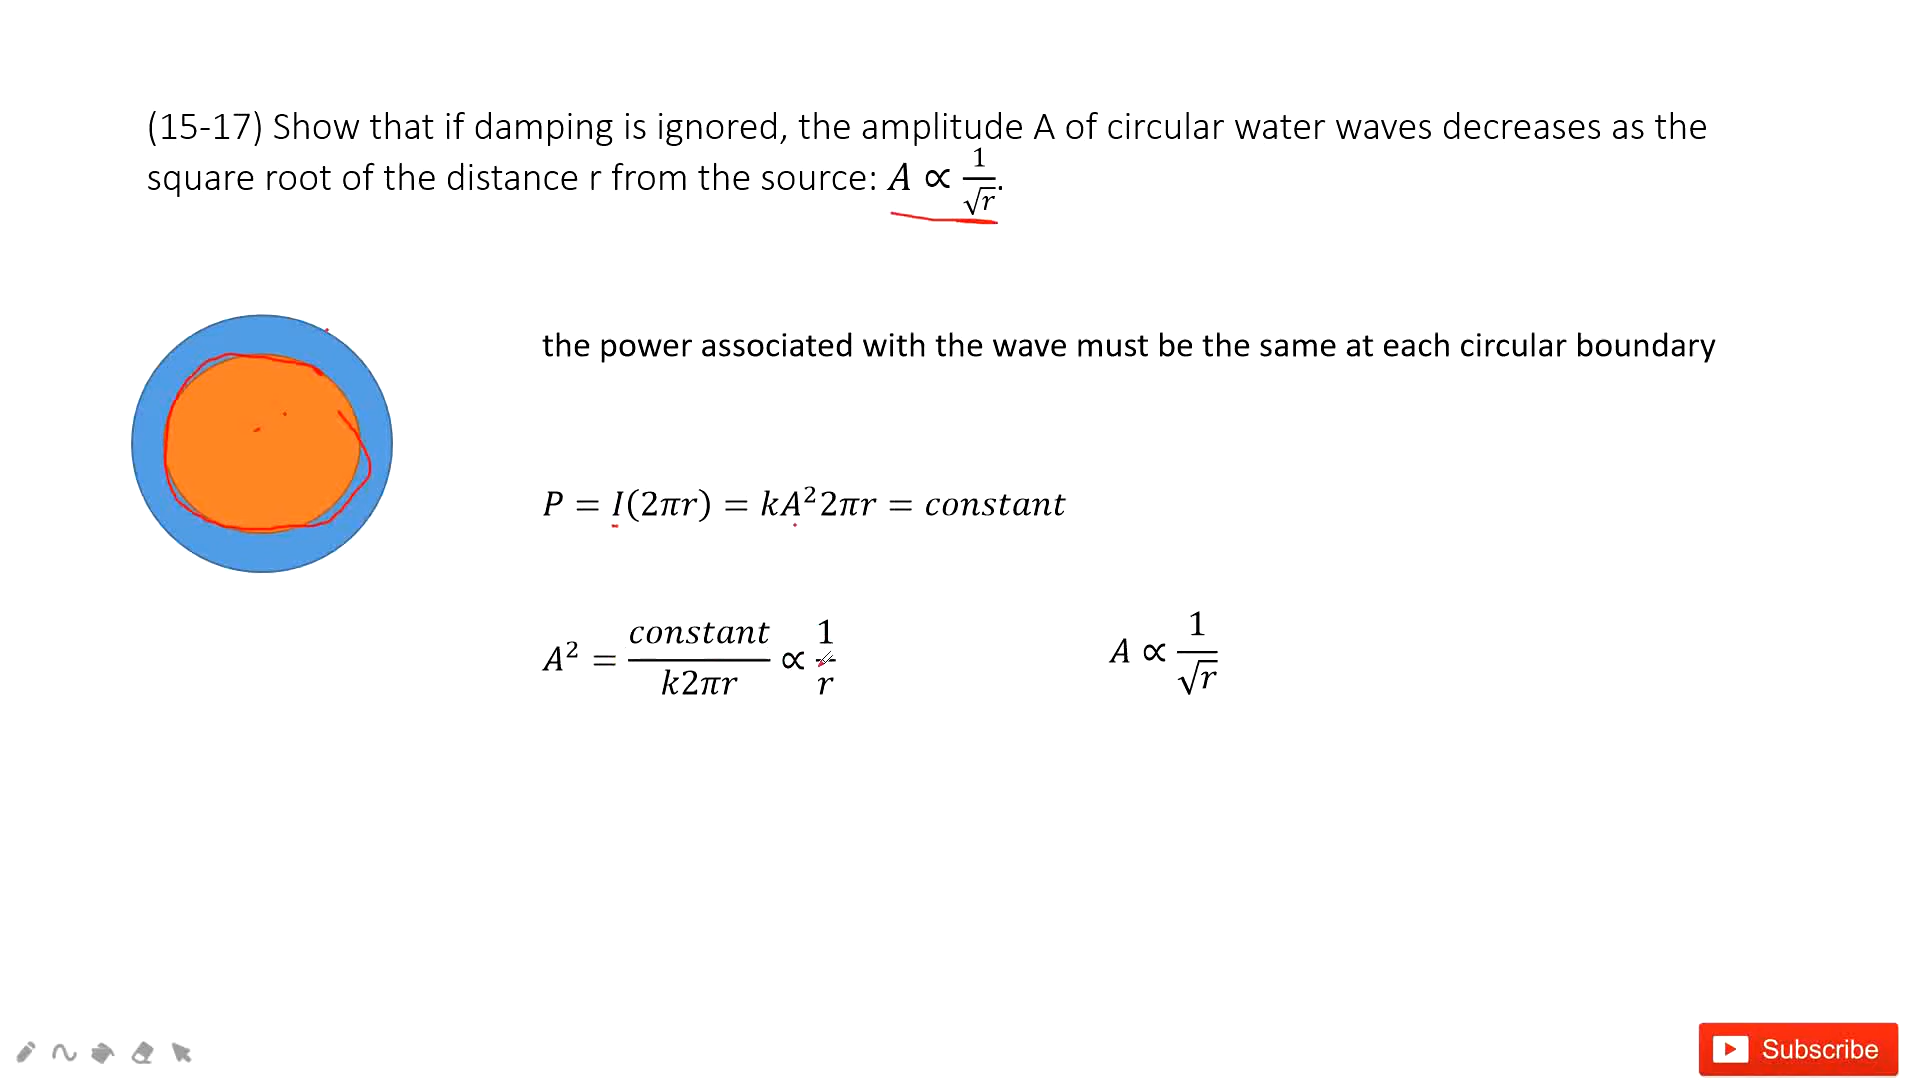 (15-17) Show that if damping is ignored, the amplitude A of circular water waves decreases as the
square root of the distance r from the source: A ∝ 1/√r.
the power associated with the wave must be the same at each circular boundary
P = I(2πr) = kA²2πr = constant
A² = constant/k2πr ∝ 1/r
A ∝ 1/√r
Subscribe